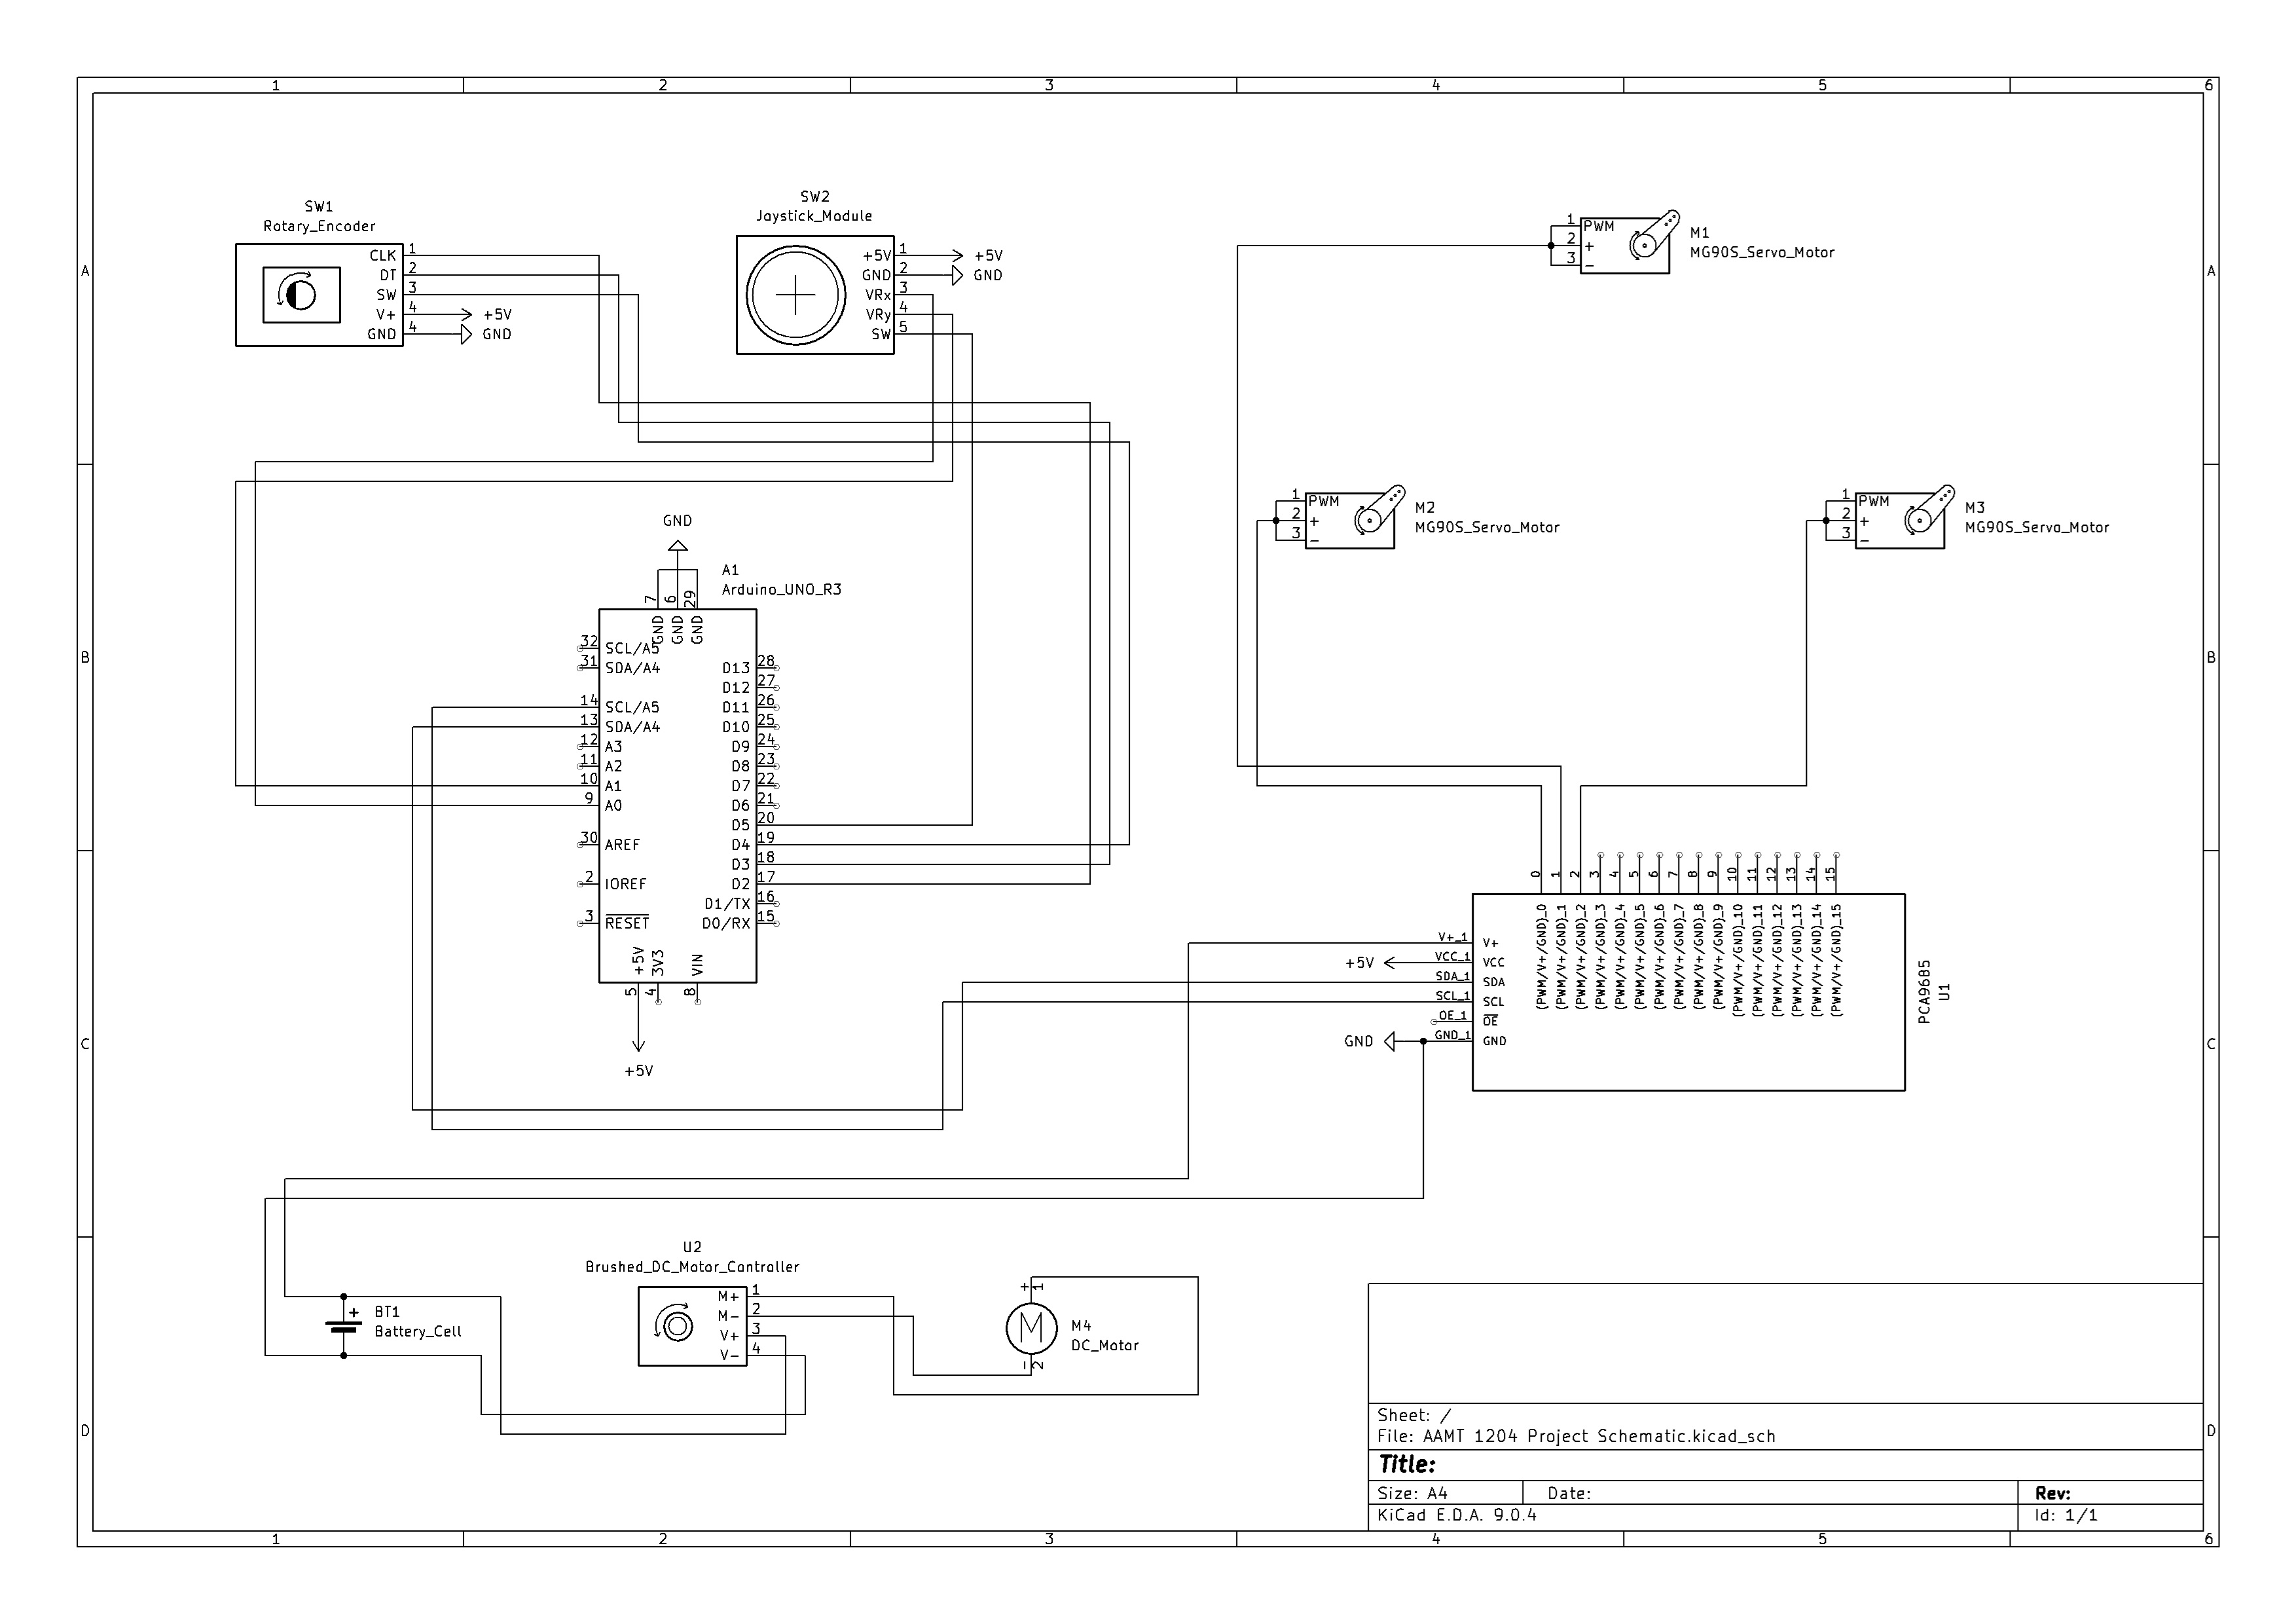 1 2 3 4 5 6
A A
B B
C C
D D
SW1
Rotary_Encoder
CLK 1
DT 2
SW 3
V+ 4 +5V
GND 4 GND
SW2
Joystick_Module
+5V 1 +5V
GND 2 GND
VRx 3
VRy 4
SW 5
M1
MG90S_Servo_Motor
1 PWM
2 +
3 −
M2
MG90S_Servo_Motor
1 PWM
2 +
3 −
M3
MG90S_Servo_Motor
1 PWM
2 +
3 −
GND
A1
Arduino_UNO_R3
7 6 29
GND GND GND
32 SCL/A5
31 SDA/A4
14 SCL/A5
13 SDA/A4
12 A3
11 A2
10 A1
9 A0
30 AREF
2 IOREF
3 RESET
D13 28
D12 27
D11 26
D10 25
D9 24
D8 23
D7 22
D6 21
D5 20
D4 19
D3 18
D2 17
D1/TX 16
D0/RX 15
+5V 3V3 VIN
5 4 8
+5V
0 1 2 3 4 5 6 7 8 9 10 11 12 13 14 15
(PWM/V+/GND)_0
(PWM/V+/GND)_1
(PWM/V+/GND)_2
(PWM/V+/GND)_3
(PWM/V+/GND)_4
(PWM/V+/GND)_5
(PWM/V+/GND)_6
(PWM/V+/GND)_7
(PWM/V+/GND)_8
(PWM/V+/GND)_9
(PWM/V+/GND)_10
(PWM/V+/GND)_11
(PWM/V+/GND)_12
(PWM/V+/GND)_13
(PWM/V+/GND)_14
(PWM/V+/GND)_15
V+_1 V+
+5V VCC_1 VCC
SDA_1 SDA
SCL_1 SCL
OE_1 OE
GND GND_1 GND
PCA9685
U1
BT1
Battery_Cell
+
U2
Brushed_DC_Motor_Controller
M+ 1
M− 2
V+ 3
V− 4
+ 1
M
− 2
M4
DC_Motor
Sheet: /
File: AAMT 1204 Project Schematic.kicad_sch
Title:
Size: A4 Date: Rev:
KiCad E.D.A. 9.0.4 Id: 1/1
1 2 3 4 5 6